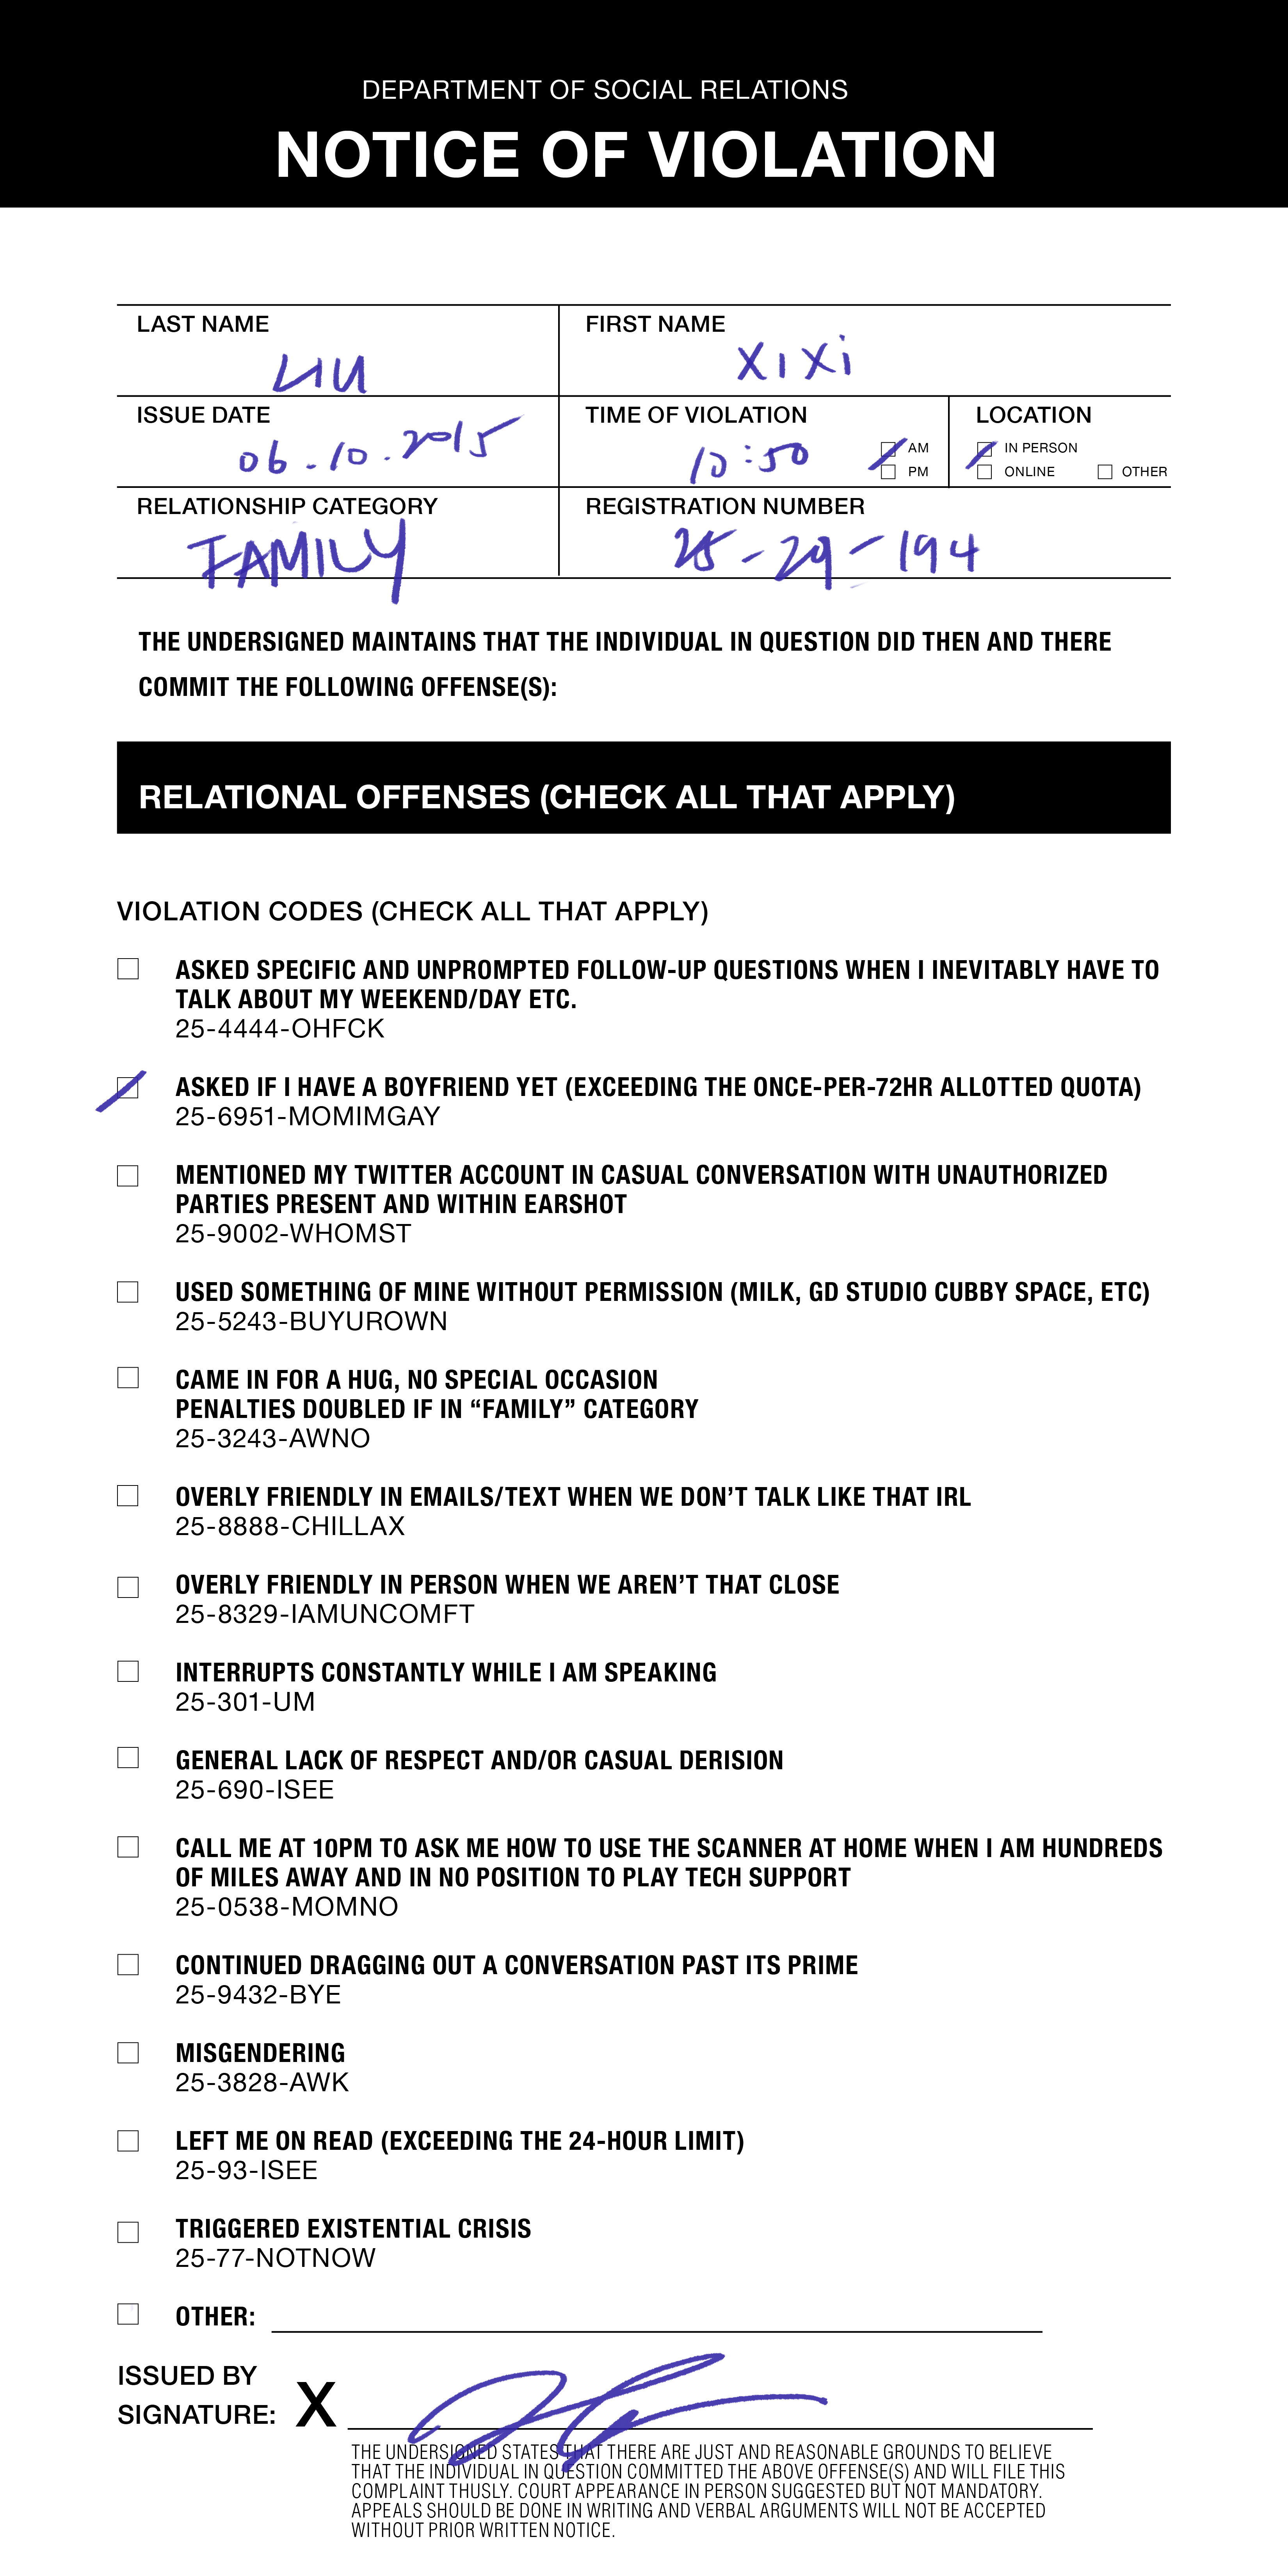 DEPARTMENT OF SOCIAL RELATIONS
NOTICE OF VIOLATION
LAST NAME
LIU
FIRST NAME
XIXI
ISSUE DATE
06.10.2015
TIME OF VIOLATION
10:50
AM
PM
LOCATION
IN PERSON
ONLINE
OTHER
RELATIONSHIP CATEGORY
FAMILY
REGISTRATION NUMBER
25-29-194
THE UNDERSIGNED MAINTAINS THAT THE INDIVIDUAL IN QUESTION DID THEN AND THERE
COMMIT THE FOLLOWING OFFENSE(S):
RELATIONAL OFFENSES (CHECK ALL THAT APPLY)
VIOLATION CODES (CHECK ALL THAT APPLY)
ASKED SPECIFIC AND UNPROMPTED FOLLOW-UP QUESTIONS WHEN I INEVITABLY HAVE TO
TALK ABOUT MY WEEKEND/DAY ETC.
25-4444-OHFCK
ASKED IF I HAVE A BOYFRIEND YET (EXCEEDING THE ONCE-PER-72HR ALLOTTED QUOTA)
25-6951-MOMIMGAY
MENTIONED MY TWITTER ACCOUNT IN CASUAL CONVERSATION WITH UNAUTHORIZED
PARTIES PRESENT AND WITHIN EARSHOT
25-9002-WHOMST
USED SOMETHING OF MINE WITHOUT PERMISSION (MILK, GD STUDIO CUBBY SPACE, ETC)
25-5243-BUYUROWN
CAME IN FOR A HUG, NO SPECIAL OCCASION
PENALTIES DOUBLED IF IN “FAMILY” CATEGORY
25-3243-AWNO
OVERLY FRIENDLY IN EMAILS/TEXT WHEN WE DON’T TALK LIKE THAT IRL
25-8888-CHILLAX
OVERLY FRIENDLY IN PERSON WHEN WE AREN’T THAT CLOSE
25-8329-IAMUNCOMFT
INTERRUPTS CONSTANTLY WHILE I AM SPEAKING
25-301-UM
GENERAL LACK OF RESPECT AND/OR CASUAL DERISION
25-690-ISEE
CALL ME AT 10PM TO ASK ME HOW TO USE THE SCANNER AT HOME WHEN I AM HUNDREDS
OF MILES AWAY AND IN NO POSITION TO PLAY TECH SUPPORT
25-0538-MOMNO
CONTINUED DRAGGING OUT A CONVERSATION PAST ITS PRIME
25-9432-BYE
MISGENDERING
25-3828-AWK
LEFT ME ON READ (EXCEEDING THE 24-HOUR LIMIT)
25-93-ISEE
TRIGGERED EXISTENTIAL CRISIS
25-77-NOTNOW
OTHER:
ISSUED BY
SIGNATURE: X
THE UNDERSIGNED STATES THAT THERE ARE JUST AND REASONABLE GROUNDS TO BELIEVE
THAT THE INDIVIDUAL IN QUESTION COMMITTED THE ABOVE OFFENSE(S) AND WILL FILE THIS
COMPLAINT THUSLY. COURT APPEARANCE IN PERSON SUGGESTED BUT NOT MANDATORY.
APPEALS SHOULD BE DONE IN WRITING AND VERBAL ARGUMENTS WILL NOT BE ACCEPTED
WITHOUT PRIOR WRITTEN NOTICE.